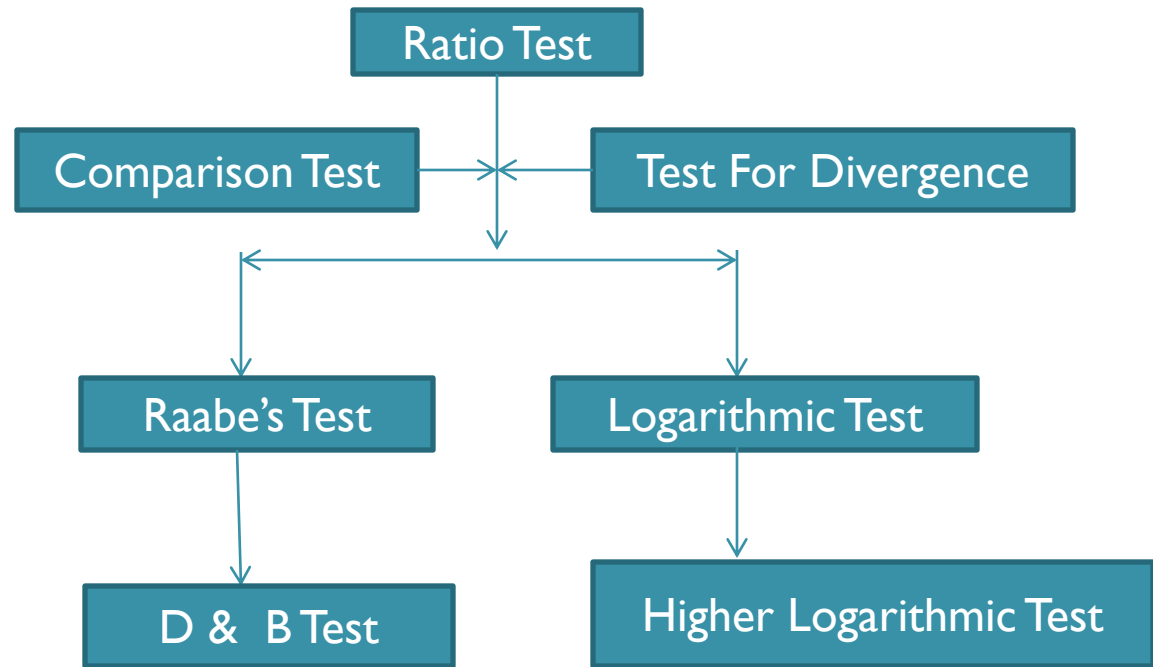 Ratio Test
Comparison Test
Test For Divergence
Raabe's Test
Logarithmic Test
D & B Test
Higher Logarithmic Test